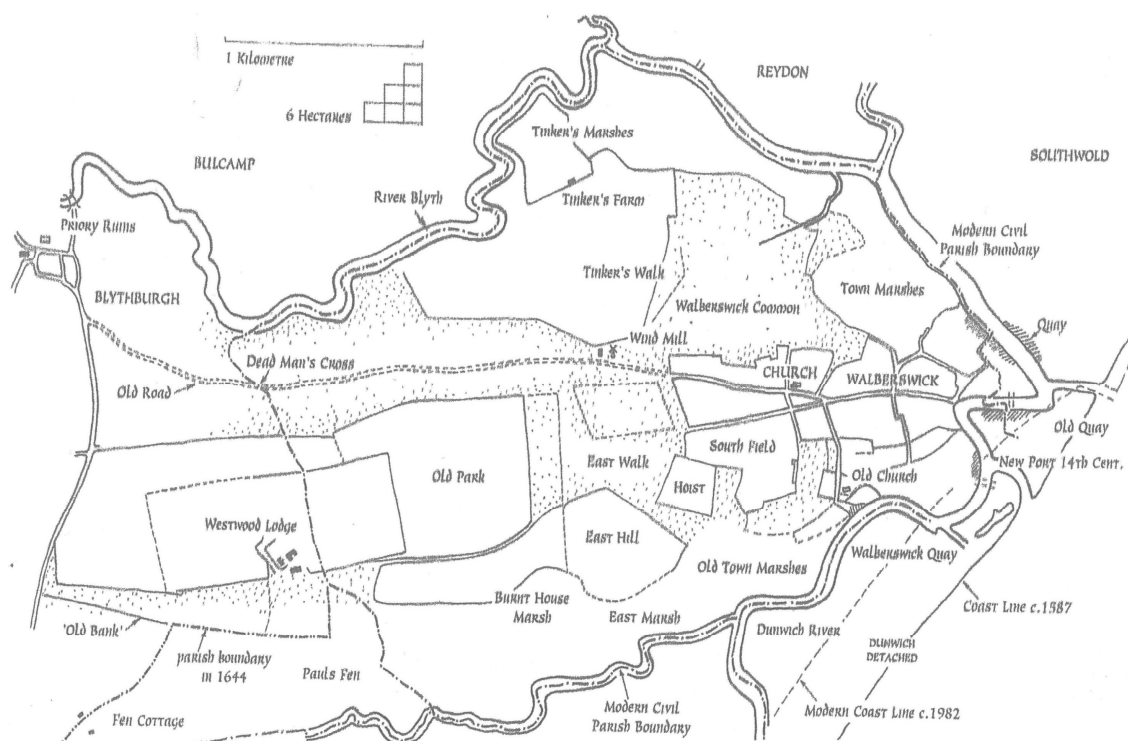 1 Kilometre
6 Hectares
REYDON
SOUTHWOLD
BULCAMP
Tinker's Marshes
River Blyth
Tinker's Farm
Priory Ruins
Modern Civil
Parish Boundary
Tinker's Walk
Town Marshes
BLYTHBURGH
Walberswick Common
Quay
Wind Mill
Dead Man's Cross
CHURCH
WALBERSWICK
Old Road
Old Quay
South Field
Old Park
East Walk
New Port 14th Cent.
Hoist
Old Church
Westwood Lodge
East Hill
Walberswick Quay
Old Town Marshes
Burnt House
Marsh
East Marsh
Coast Line c.1587
'Old Bank'
Dunwich River
DUNWICH
DETACHED
parish boundary
in 1644
Pauls Fen
Fen Cottage
Modern Civil
Parish Boundary
Modern Coast Line c.1982